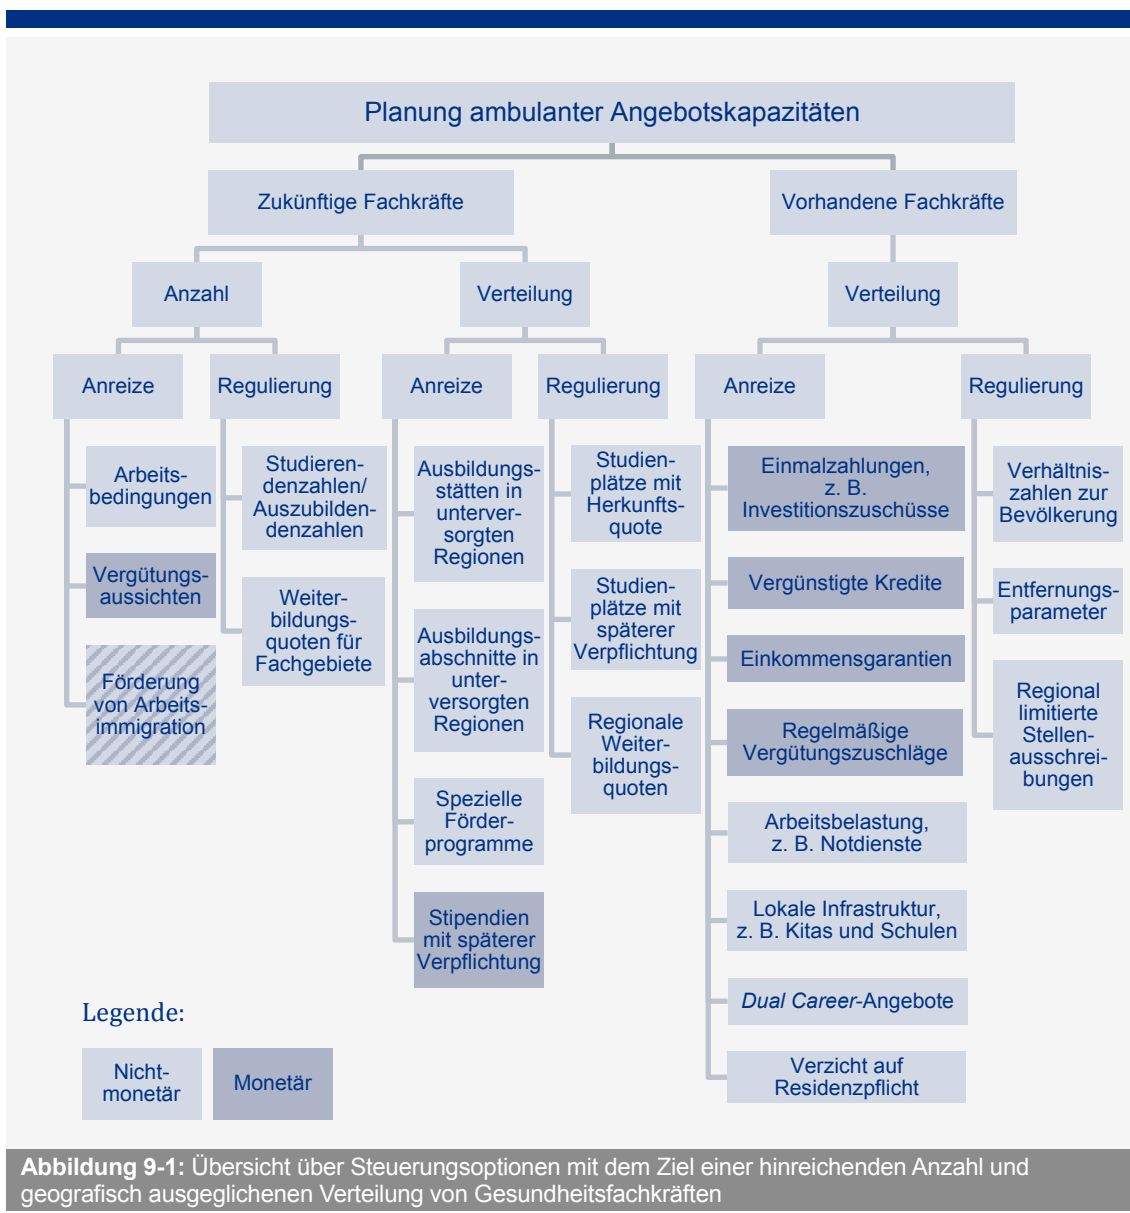 Planung ambulanter Angebotskapazitäten
Zukünftige Fachkräfte
Vorhandene Fachkräfte
Anzahl
Verteilung
Verteilung
Anreize
Regulierung
Anreize
Regulierung
Anreize
Regulierung
Arbeits-
bedingungen
Vergütungs-
aussichten
Förderung
von Arbeits-
immigration
Studieren-
denzahlen/
Auszubilden-
denzahlen
Weiter-
bildungs-
quoten für
Fachgebiete
Ausbildungs-
stätten in
unterver-
sorgten
Regionen
Ausbildungs-
abschnitte in
unter-
versorgten
Regionen
Spezielle
Förder-
programme
Stipendien
mit späterer
Verpflichtung
Studien-
plätze mit
Herkunfts-
quote
Studien-
plätze mit
späterer
Verpflichtung
Regionale
Weiter-
bildungs-
quoten
Einmalzahlungen,
z. B.
Investitionszuschüsse
Vergünstigte Kredite
Einkommensgarantien
Regelmäßige
Vergütungszuschläge
Arbeitsbelastung,
z. B. Notdienste
Lokale Infrastruktur,
z. B. Kitas und Schulen
Dual Career-Angebote
Verzicht auf
Residenzpflicht
Verhältnis-
zahlen zur
Bevölkerung
Entfernungs-
parameter
Regional
limitierte
Stellen-
ausschrei-
bungen
Legende:
Nicht-
monetär
Monetär
Abbildung 9-1: Übersicht über Steuerungsoptionen mit dem Ziel einer hinreichenden Anzahl und
geografisch ausgeglichenen Verteilung von Gesundheitsfachkräften